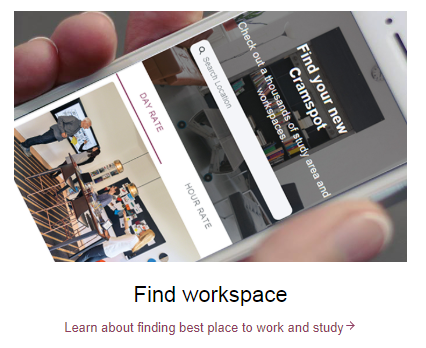 Find your new
Cramspot
Check out a thousands of study area and
workspaces.
Search Location
DAY RATE
HOUR RATE
Find workspace
Learn about finding best place to work and study→